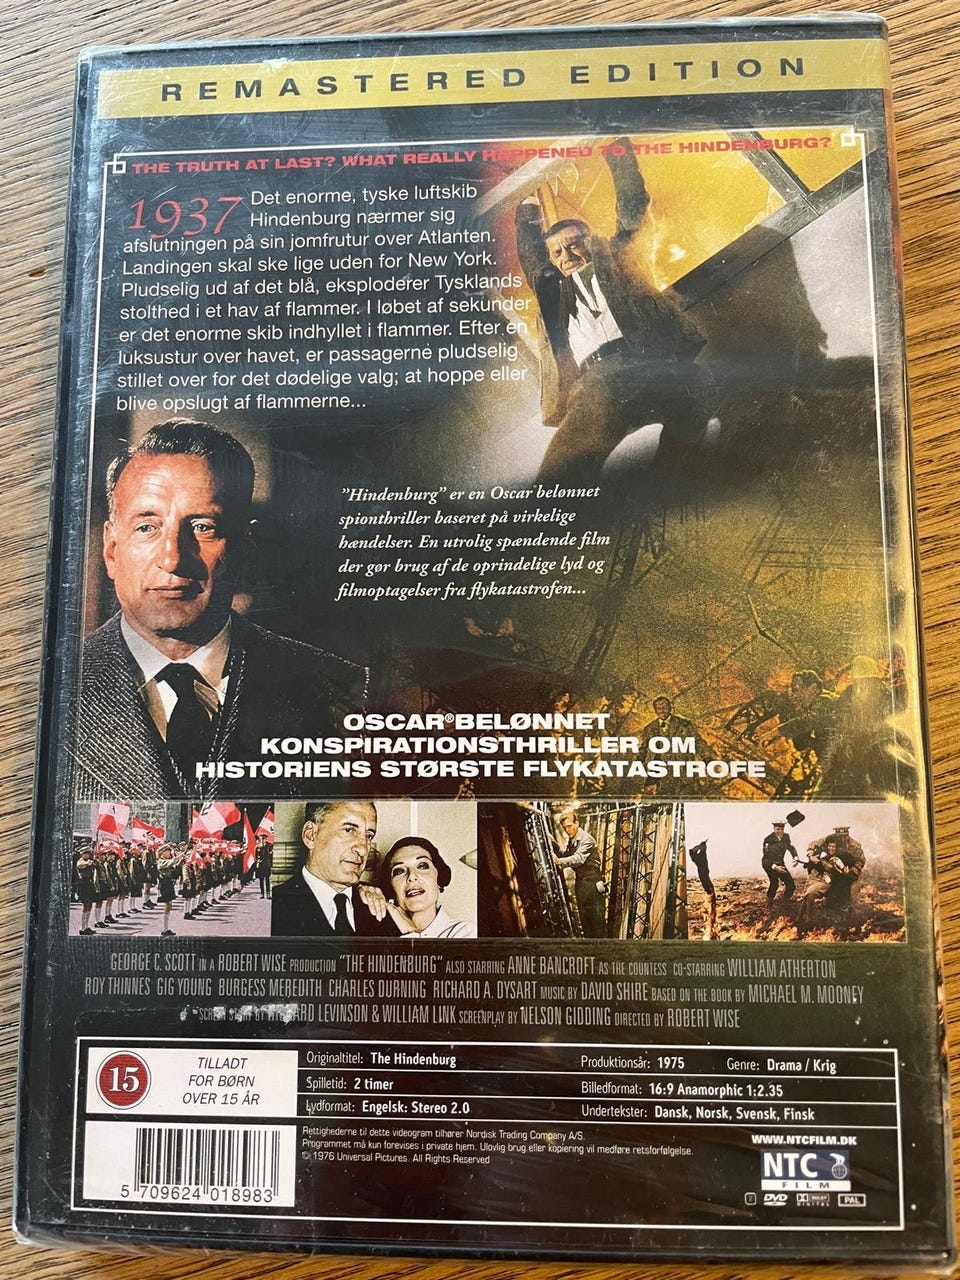 REMASTERED EDITION
THE TRUTH AT LAST? WHAT REALLY HAPPENED TO THE HINDENBURG?
1937 Det enorme, tyske luftskib
Hindenburg nærmer sig
afslutningen på sin jomfrutur over Atlanten.
Landingen skal ske lige uden for New York.
Pludselig ud af det blå, eksploderer Tysklands
stolthed i et hav af flammer. I løbet af sekunder
er det enorme skib indhyllet i flammer. Efter en
luksustur over havet, er passagerne pludselig
stillet over for det dødelige valg; at hoppe eller
blive opslugt af flammerne...
”Hindenburg” er en Oscar belønnet
spionthriller baseret på virkelige
hændelser. En utrolig spændende film
der gør brug af de oprindelige lyd og
filmoptagelser fra flykatastrofen...
OSCAR®BELØNNET
KONSPIRATIONSTHRILLER OM
HISTORIENS STØRSTE FLYKATASTROFE
GEORGE C. SCOTT IN A ROBERT WISE PRODUCTION "THE HINDENBURG" ALSO STARRING ANNE BANCROFT AS THE COUNTESS CO-STARRING WILLIAM ATHERTON
ROY THINNES GIG YOUNG BURGESS MEREDITH CHARLES DURNING RICHARD A. DYSART MUSIC BY DAVID SHIRE BASED ON THE BOOK BY MICHAEL M. MOONEY
LEVINSON & WILLIAM LINK SCREENPLAY BY NELSON GIDDING DIRECTED BY ROBERT WISE
15
TILLADT
FOR BØRN
OVER 15 ÅR
Originaltitel: The Hindenburg Produktionsår: 1975 Genre: Drama / Krig
Spilletid: 2 timer Billedformat: 16:9 Anamorphic 1:2.35
Lydformat: Engelsk: Stereo 2.0 Undertekster: Dansk, Norsk, Svensk, Finsk
Rettighederne til dette videogram tilhører Nordisk Trading Company A/S.
Programmet må kun forevises i private hjem. Ulovlig brug eller kopiering vil medføre retsforfølgelse.
© 1976 Universal Pictures. All Rights Reserved
WWW.NTCFILM.DK
NTC
FILM
2 DVD DOLBY DIGITAL PAL
5 709624 018983